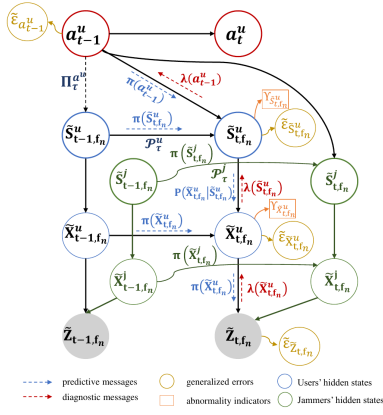 ε̃_{a^u_{t-1}}
a^u_{t-1}
a^u_t
Π^{a^u}_τ
π(a^u_{t-1})
λ(a^u_{t-1})
π(S̃^u_{t,f_n})
Υ_{S̃^u_{t,f_n}}
S̃^u_{t-1,f_n}
P^u_τ
S̃^u_{t,f_n}
ε̃_{S̃^u_{t,f_n}}
π(S̃^j_{t,f_n})
S̃^j_{t-1,f_n}
P^j_τ
S̃^j_{t,f_n}
P(X̃^u_{t,f_n}|S̃^u_{t,f_n})
λ(S̃^u_{t,f_n})
Υ_{X̃^u_{t,f_n}}
π(X̃^u_{t,f_n})
X̃^u_{t-1,f_n}
X̃^u_{t,f_n}
ε̃_{X̃^u_{t,f_n}}
π(X̃^j_{t,f_n})
X̃^j_{t-1,f_n}
π(X̃^u_{t,f_n})
λ(X̃^u_{t,f_n})
X̃^j_{t,f_n}
Z̃_{t-1,f_n}
Z̃_{t,f_n}
ε̃_{Z̃_{t,f_n}}
predictive messages
generalized errors
Users' hidden states
diagnostic messages
abnormality indicators
Jammers' hidden states